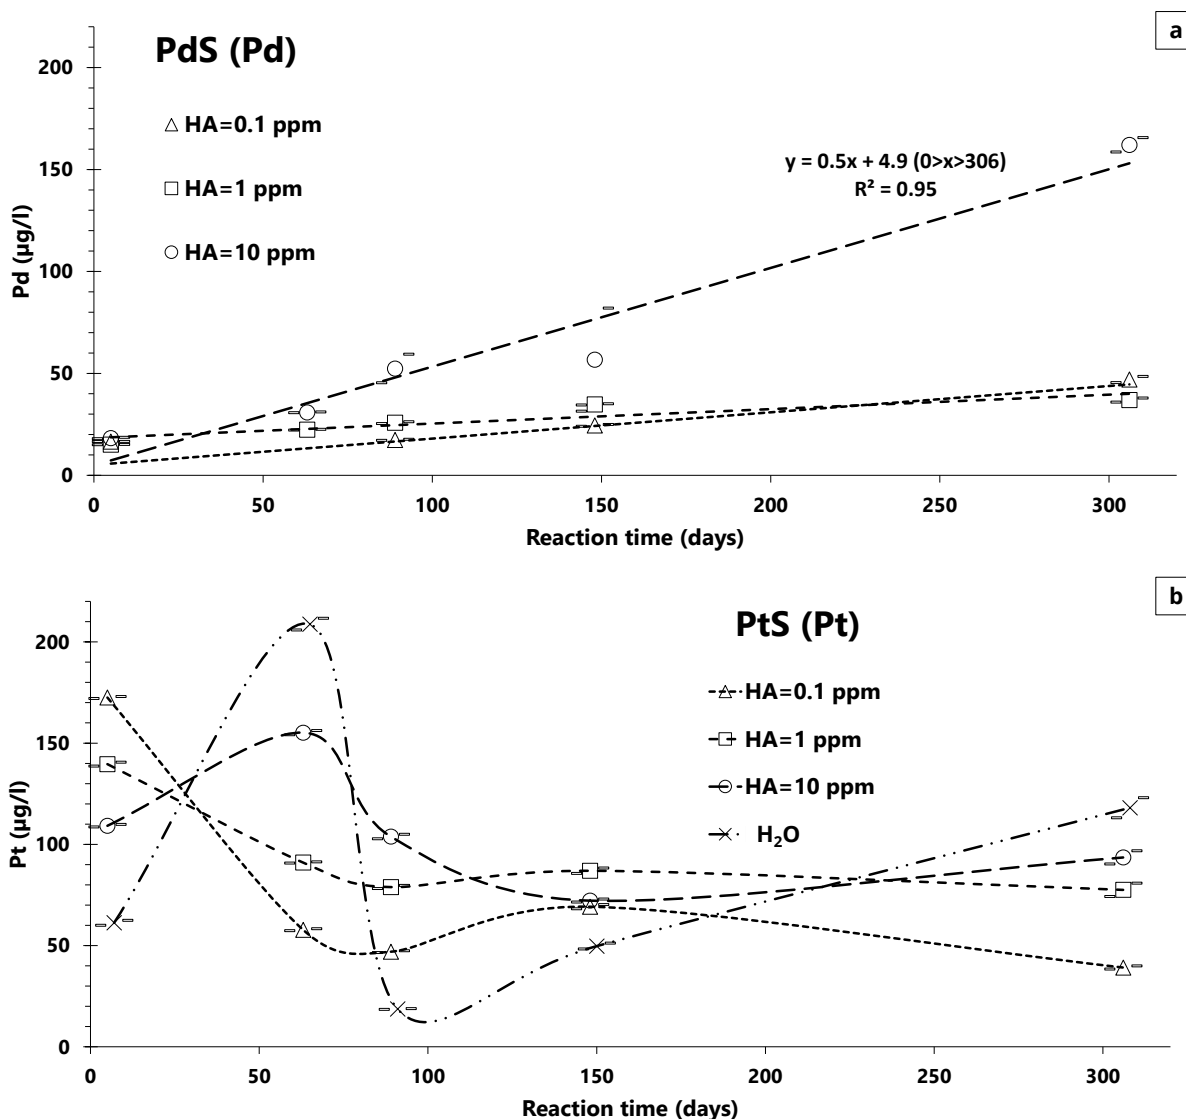 a
PdS (Pd)
HA=0.1 ppm
HA=1 ppm
HA=10 ppm
y = 0.5x + 4.9 (0>x>306)
R² = 0.95
200
150
100
50
0
Pd (µg/l)
0 50 100 150 200 250 300
Reaction time (days)
b
PtS (Pt)
HA=0.1 ppm
HA=1 ppm
HA=10 ppm
H₂O
200
150
100
50
0
Pt (µg/l)
0 50 100 150 200 250 300
Reaction time (days)